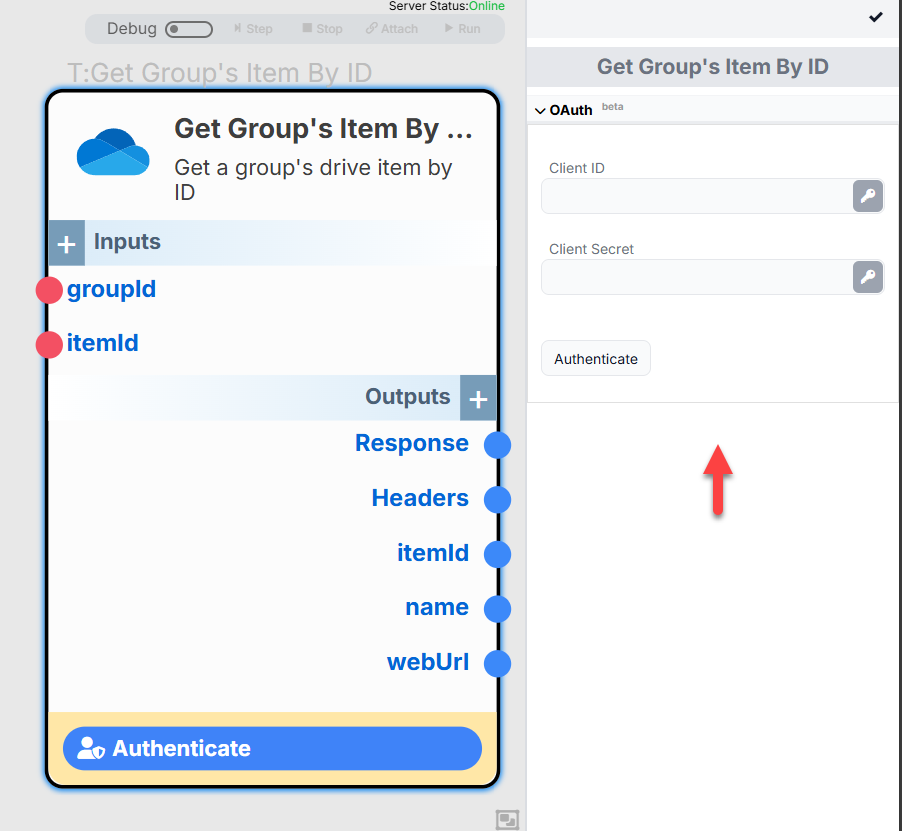 Server Status:Online
Debug
Step
Stop
Attach
Run
T:Get Group's Item By ID
Get Group's Item By ...
Get a group's drive item by
ID
Inputs
groupId
itemId
Outputs
Response
Headers
itemId
name
webUrl
Authenticate
Get Group's Item By ID
OAuth beta
Client ID
Client Secret
Authenticate